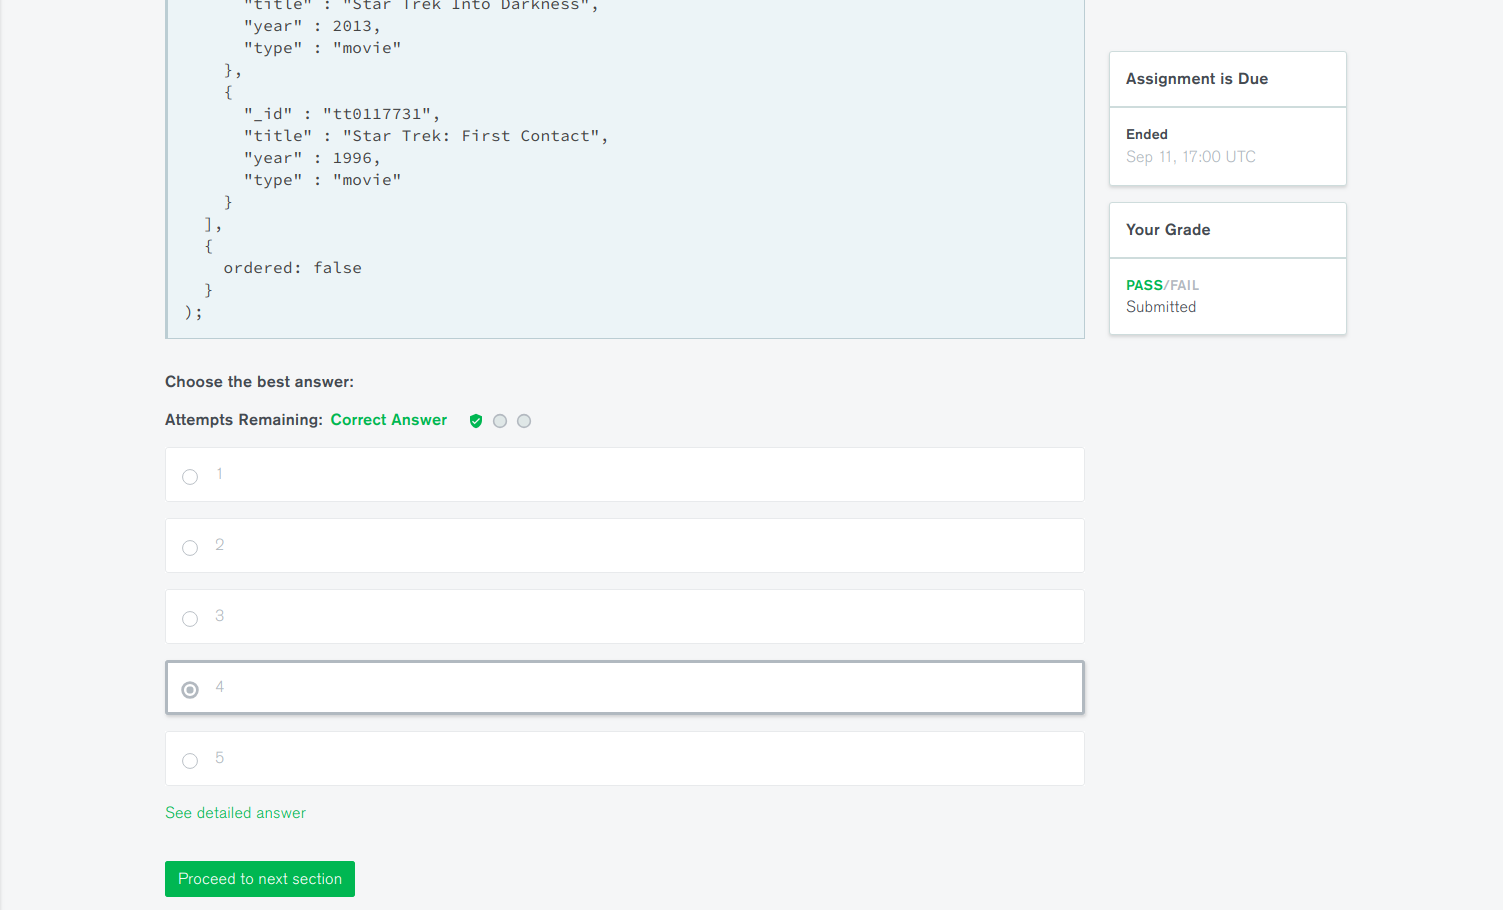 "title" : "Star Trek Into Darkness",
"year" : 2013,
"type" : "movie"
},
{
"_id" : "tt0117731",
"title" : "Star Trek: First Contact",
"year" : 1996,
"type" : "movie"
}
],
{
ordered: false
}
);
Choose the best answer:
Attempts Remaining: Correct Answer
1
2
3
4
5
See detailed answer
Proceed to next section
Assignment is Due
Ended
Sep 11, 17:00 UTC
Your Grade
PASS/FAIL
Submitted